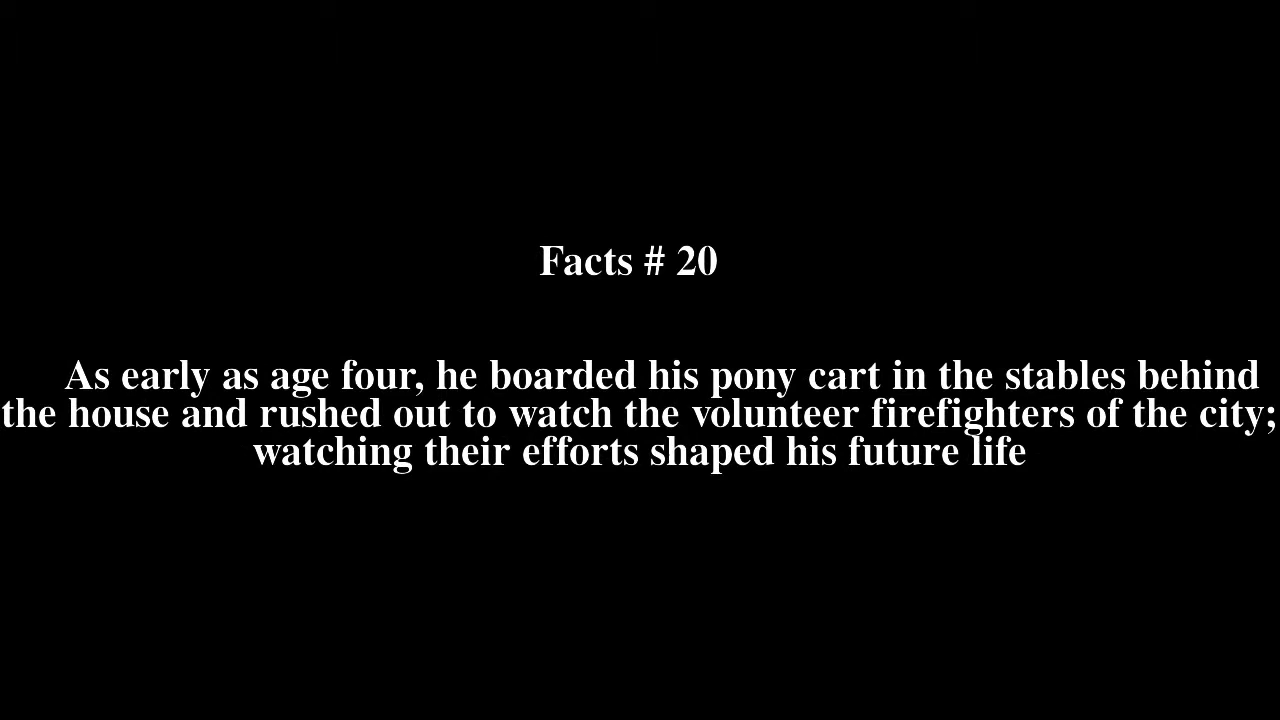 Facts # 20
As early as age four, he boarded his pony cart in the stables behind
the house and rushed out to watch the volunteer firefighters of the city;
watching their efforts shaped his future life